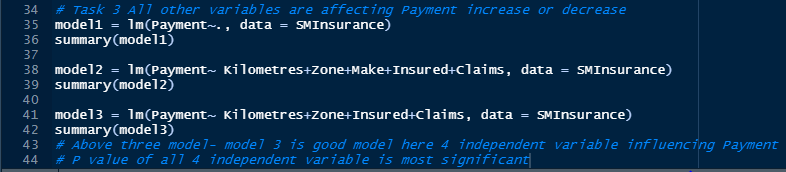 34 # Task 3 All other variables are affecting Payment increase or decrease
35 model1 = lm(Payment~., data = SMInsurance)
36 summary(model1)
37
38 model2 = lm(Payment~ Kilometres+Zone+Make+Insured+Claims, data = SMInsurance)
39 summary(model2)
40
41 model3 = lm(Payment~ Kilometres+Zone+Insured+Claims, data = SMInsurance)
42 summary(model3)
43 # Above three model- model 3 is good model here 4 independent variable influencing Payment
44 # P value of all 4 independent variable is most significant